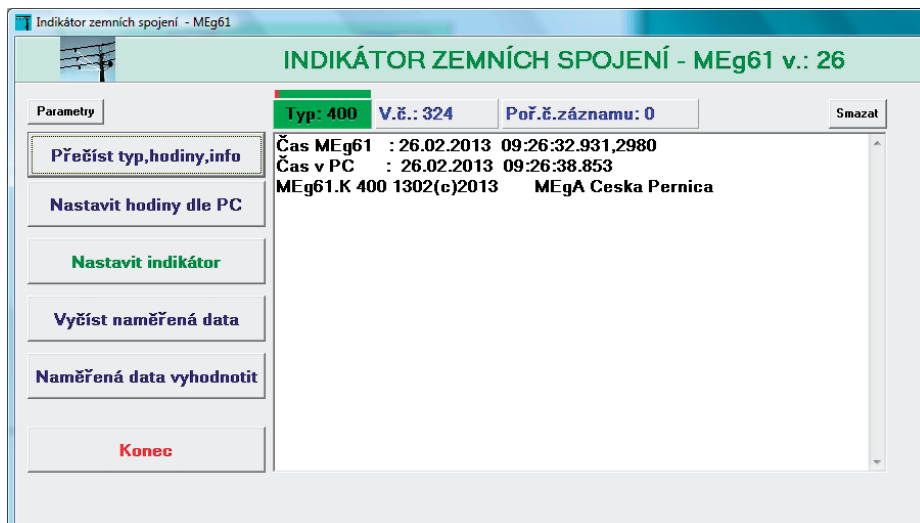 Indikátor zemních spojení - MEg61
INDIKÁTOR ZEMNÍCH SPOJENÍ - MEg61 v.: 26
Parametry
Typ: 400 V.č.: 324 Poř.č.záznamu: 0
Smazat
Přečíst typ,hodiny,info
Nastavit hodiny dle PC
Nastavit indikátor
Vyčíst naměřená data
Naměřená data vyhodnotit
Konec
Čas MEg61 : 26.02.2013 09:26:32.931,2980
Čas v PC : 26.02.2013 09:26:38.853
MEg61.K 400 1302(c)2013 MEgA Ceska Pernica